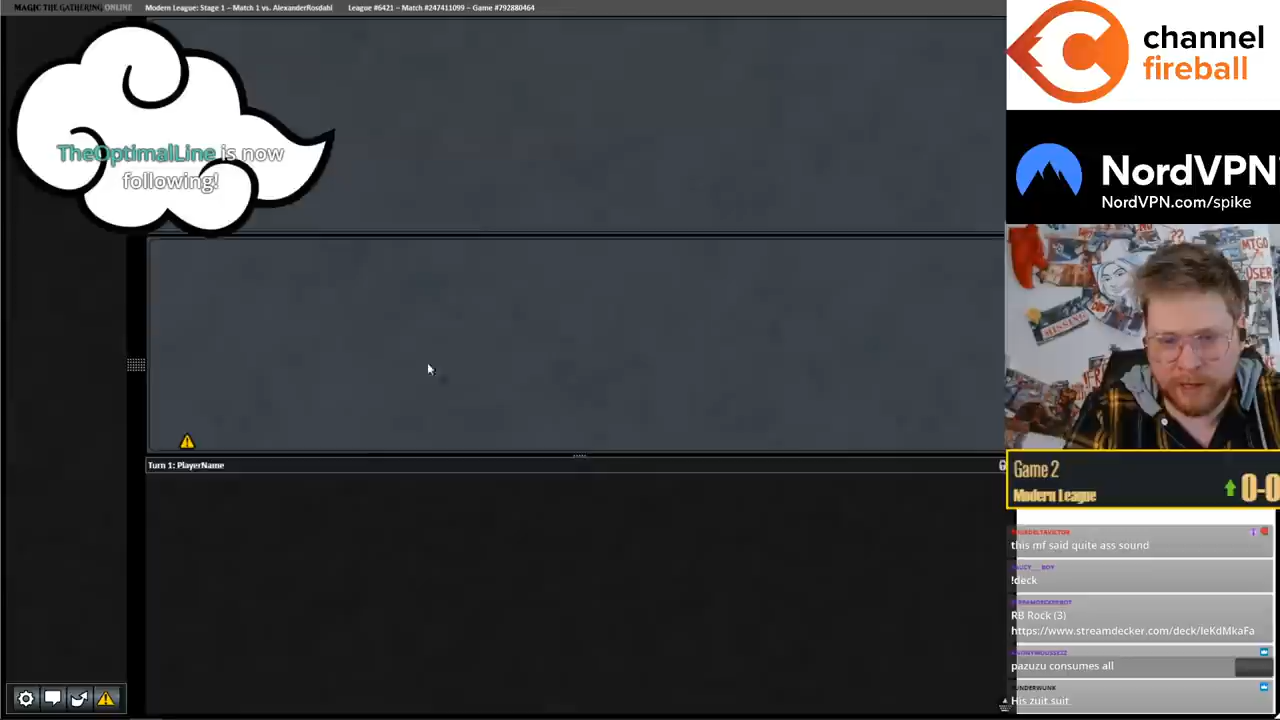 MAGIC THE GATHERING ONLINE
Modern League: Stage 1 – Match 1 vs. AlexanderRosdahl
League #6421 – Match #247411099 – Game #792880464
TheOptimalLine is now
following!
Turn 1: PlayerName
channel
fireball
NordVPN
NordVPN.com/spike
MISSING
MTGO
USER
Game 2
Modern League
0-0
this mf said quite ass sound
!deck
RB Rock (3)
https://www.streamdecker.com/deck/leKdMkaFa
pazuzu consumes all
His zuit suit